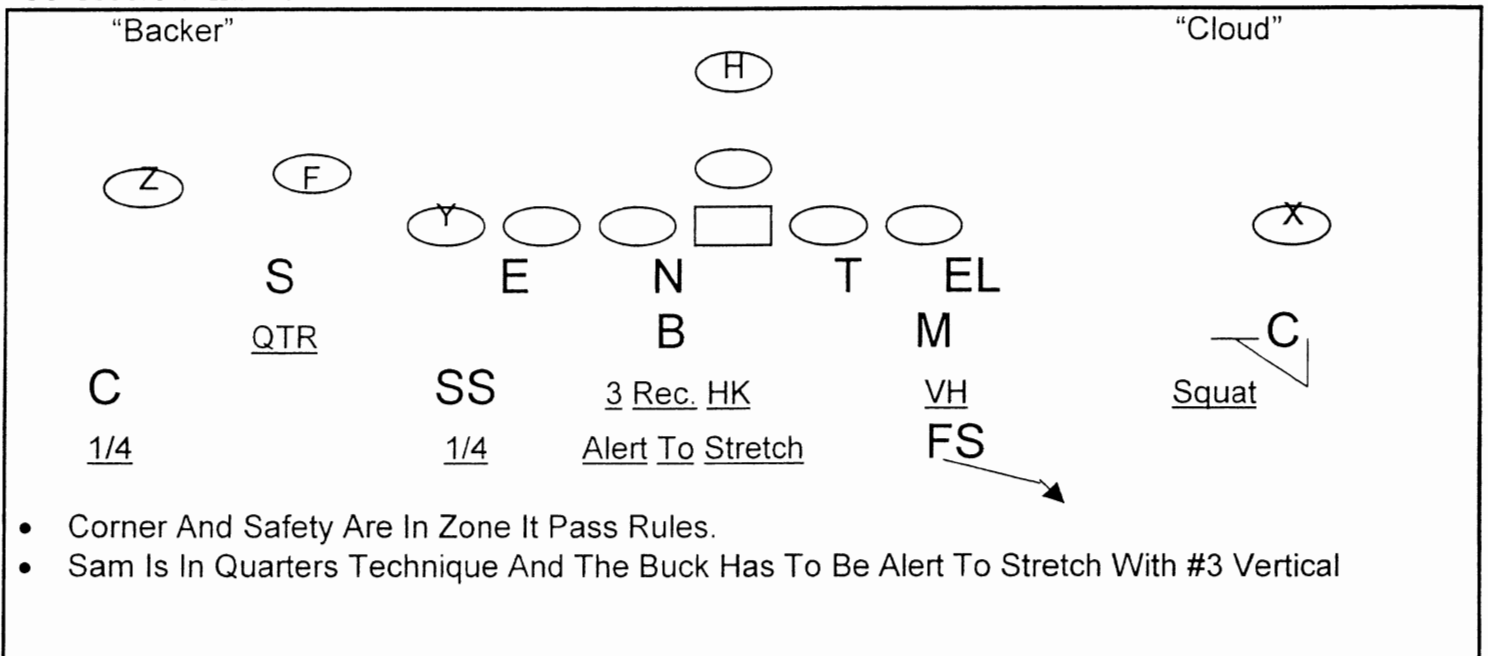 "Backer" "Cloud"
H
Z F
Y X
S E N T EL
QTR B M C
C SS 3 Rec. HK VH Squat
1/4 1/4 Alert To Stretch FS
• Corner And Safety Are In Zone It Pass Rules.
• Sam Is In Quarters Technique And The Buck Has To Be Alert To Stretch With #3 Vertical